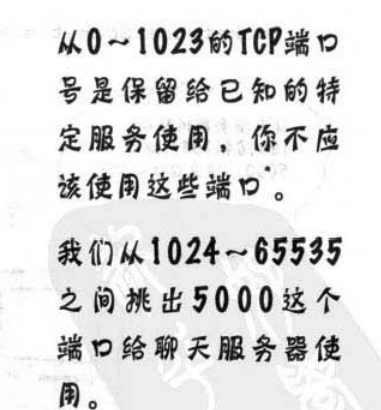 从0～1023的TCP端口
号是保留给已知的特
定服务使用，你不应
该使用这些端口*。
我们从1024～65535
之间挑出5000这个
端口给聊天服务器使
用。